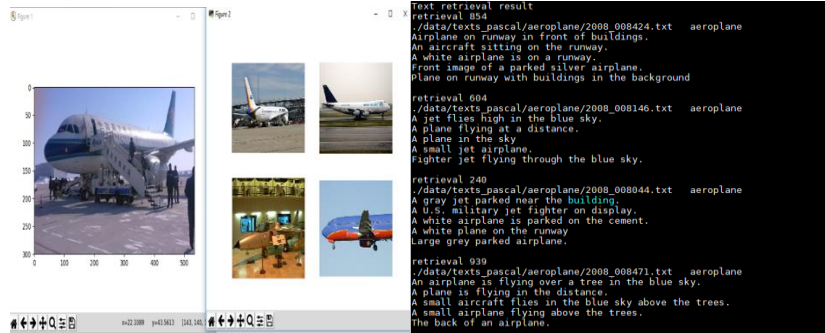 Figure 1
Figure 2
0
50
100
150
200
250
300
0 100 200 300 400 500
x=22.1089 y=43.5613 [143, 140,
Text retrieval result
retrieval 854
./data/texts_pascal/aeroplane/2008_008424.txt aeroplane
Airplane on runway in front of buildings.
An aircraft sitting on the runway.
A white airplane is on a runway.
Front image of a parked silver airplane.
Plane on runway with buildings in the background
retrieval 604
./data/texts_pascal/aeroplane/2008_008146.txt aeroplane
A jet flies high in the blue sky.
A plane flying at a distance.
A plane in the sky
A small jet airplane.
Fighter jet flying through the blue sky.
retrieval 240
./data/texts_pascal/aeroplane/2008_008044.txt aeroplane
A gray jet parked near the building.
A U.S. military jet fighter on display.
A white airplane is parked on the cement.
A white plane on the runway
Large grey parked airplane.
retrieval 939
./data/texts_pascal/aeroplane/2008_008471.txt aeroplane
An airplane is flying over a tree in the blue sky.
A plane is flying in the distance.
A small aircraft flies in the blue sky above the trees.
A small airplane flying above the trees.
The back of an airplane.